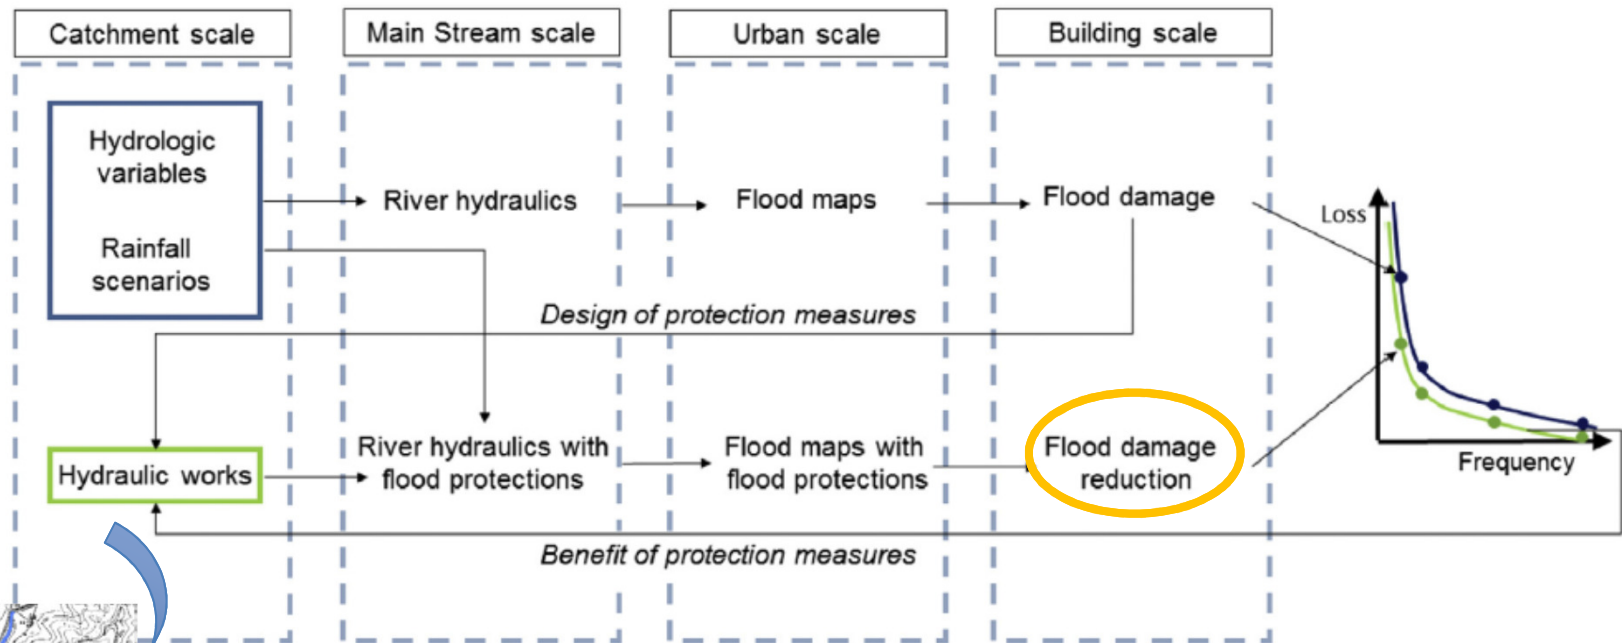 Catchment scale
Main Stream scale
Urban scale
Building scale
Hydrologic
variables
Rainfall
scenarios
River hydraulics
Flood maps
Flood damage
Loss
Frequency
Design of protection measures
Hydraulic works
River hydraulics with
flood protections
Flood maps with
flood protections
Flood damage
reduction
Benefit of protection measures